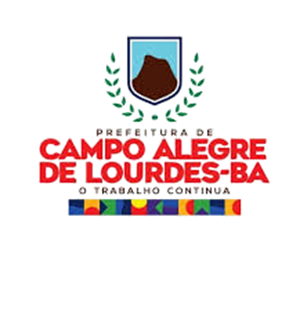 PREFEITURA DE
CAMPO ALEGRE
DE LOURDES-BA
O TRABALHO CONTINUA